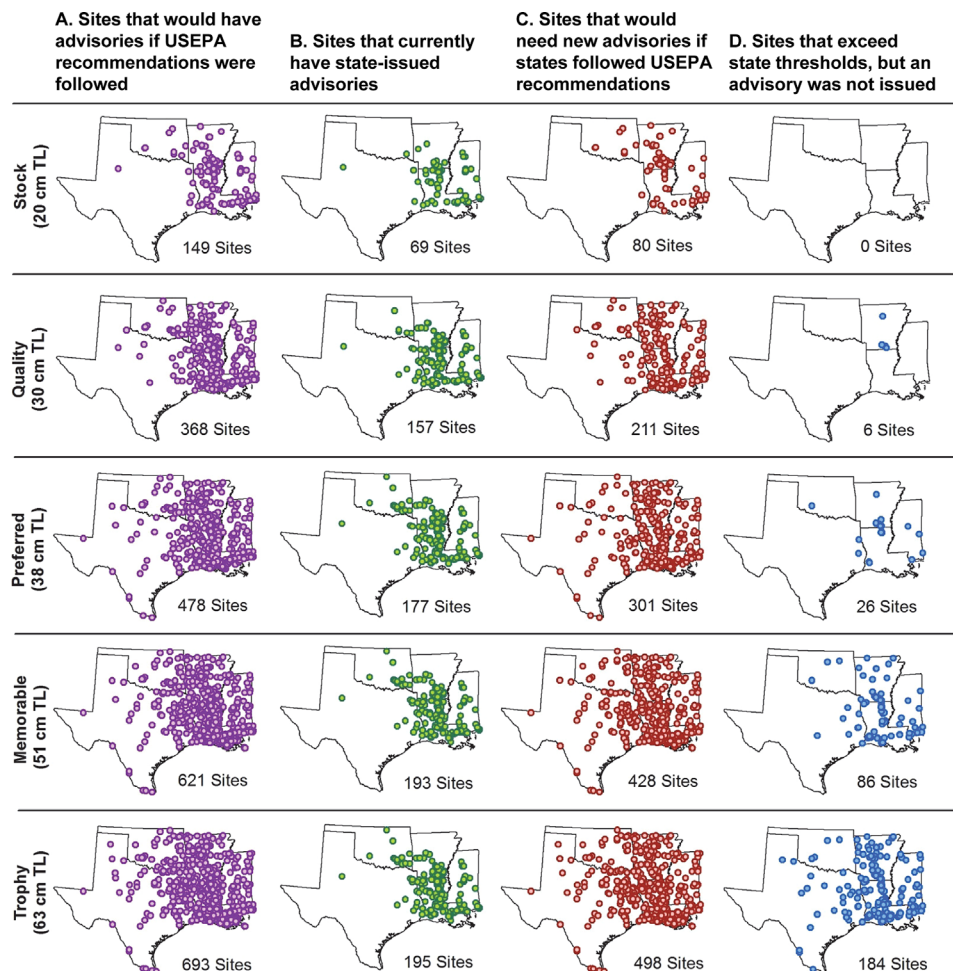 A. Sites that would have
advisories if USEPA
recommendations were
followed
B. Sites that currently
have state-issued
advisories
C. Sites that would
need new advisories if
states followed USEPA
recommendations
D. Sites that exceed
state thresholds, but an
advisory was not issued
Stock
(20 cm TL)
149 Sites
69 Sites
80 Sites
0 Sites
Quality
(30 cm TL)
368 Sites
157 Sites
211 Sites
6 Sites
Preferred
(38 cm TL)
478 Sites
177 Sites
301 Sites
26 Sites
Memorable
(51 cm TL)
621 Sites
193 Sites
428 Sites
86 Sites
Trophy
(63 cm TL)
693 Sites
195 Sites
498 Sites
184 Sites